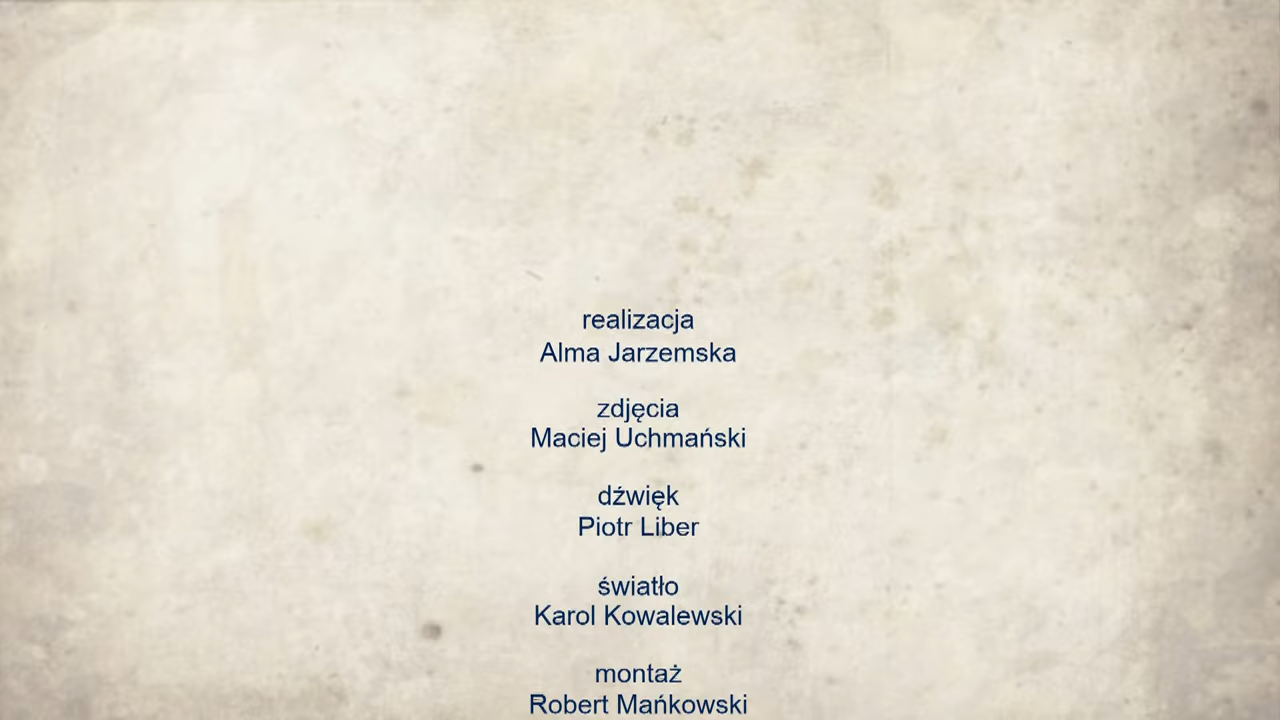 realizacja
Alma Jarzemska
zdjęcia
Maciej Uchmański
dźwięk
Piotr Liber
światło
Karol Kowalewski
montaż
Robert Mańkowski